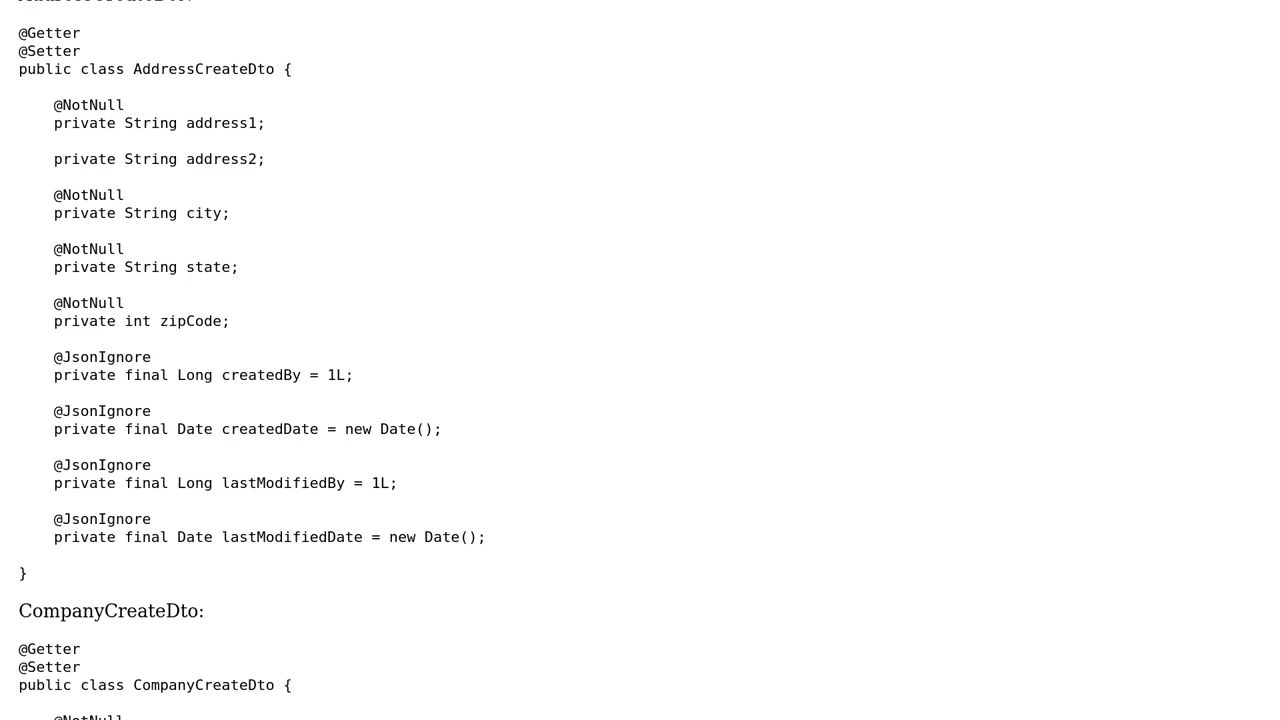 AddressCreateDto:
@Getter
@Setter
public class AddressCreateDto {
    @NotNull
    private String address1;
    private String address2;
    @NotNull
    private String city;
    @NotNull
    private String state;
    @NotNull
    private int zipCode;
    @JsonIgnore
    private final Long createdBy = 1L;
    @JsonIgnore
    private final Date createdDate = new Date();
    @JsonIgnore
    private final Long lastModifiedBy = 1L;
    @JsonIgnore
    private final Date lastModifiedDate = new Date();
}
CompanyCreateDto:
@Getter
@Setter
public class CompanyCreateDto {
    @NotNull